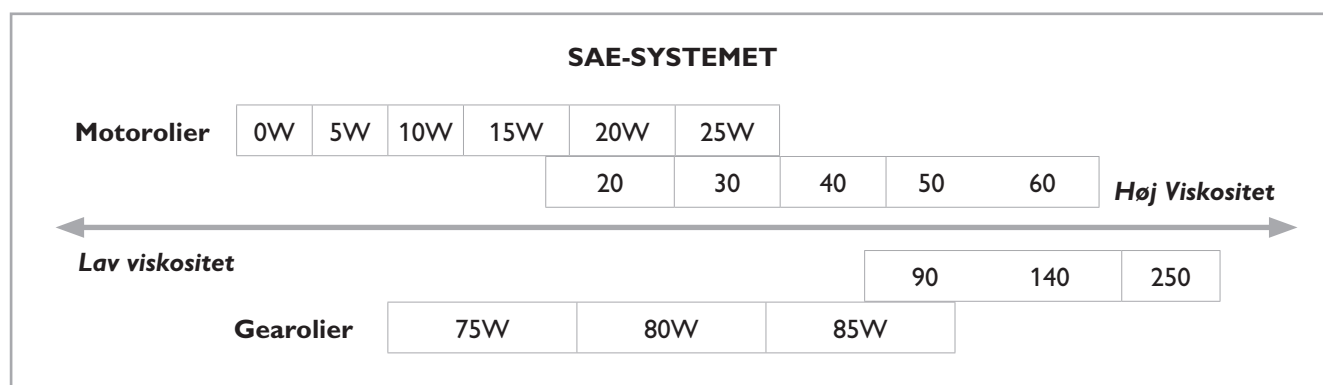 SAE-SYSTEMET
Motorolier 0W 5W 10W 15W 20W 25W
20 30 40 50 60
Høj Viskositet
Lav viskositet
90 140 250
Gearolier 75W 80W 85W